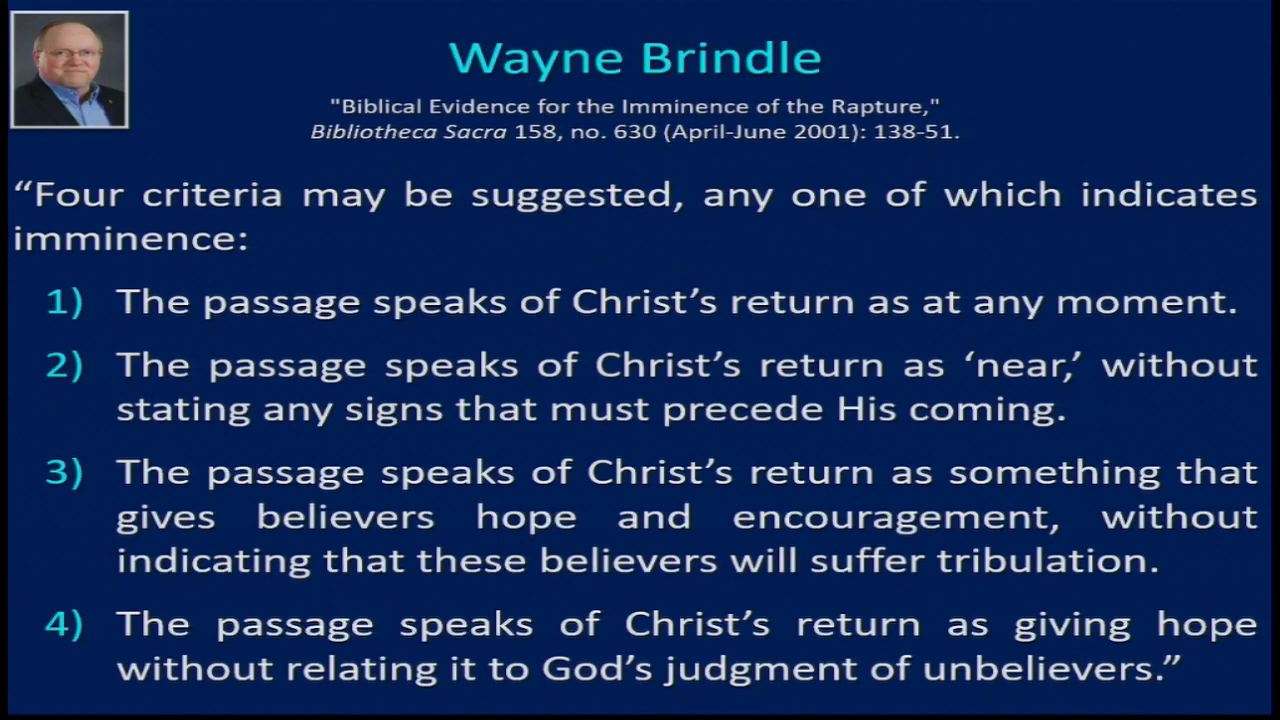 Wayne Brindle
"Biblical Evidence for the Imminence of the Rapture,"
Bibliotheca Sacra 158, no. 630 (April-June 2001): 138-51.
“Four criteria may be suggested, any one of which indicates
imminence:
1) The passage speaks of Christ’s return as at any moment.
2) The passage speaks of Christ’s return as ‘near,’ without
stating any signs that must precede His coming.
3) The passage speaks of Christ’s return as something that
gives believers hope and encouragement, without
indicating that these believers will suffer tribulation.
4) The passage speaks of Christ’s return as giving hope
without relating it to God’s judgment of unbelievers.”